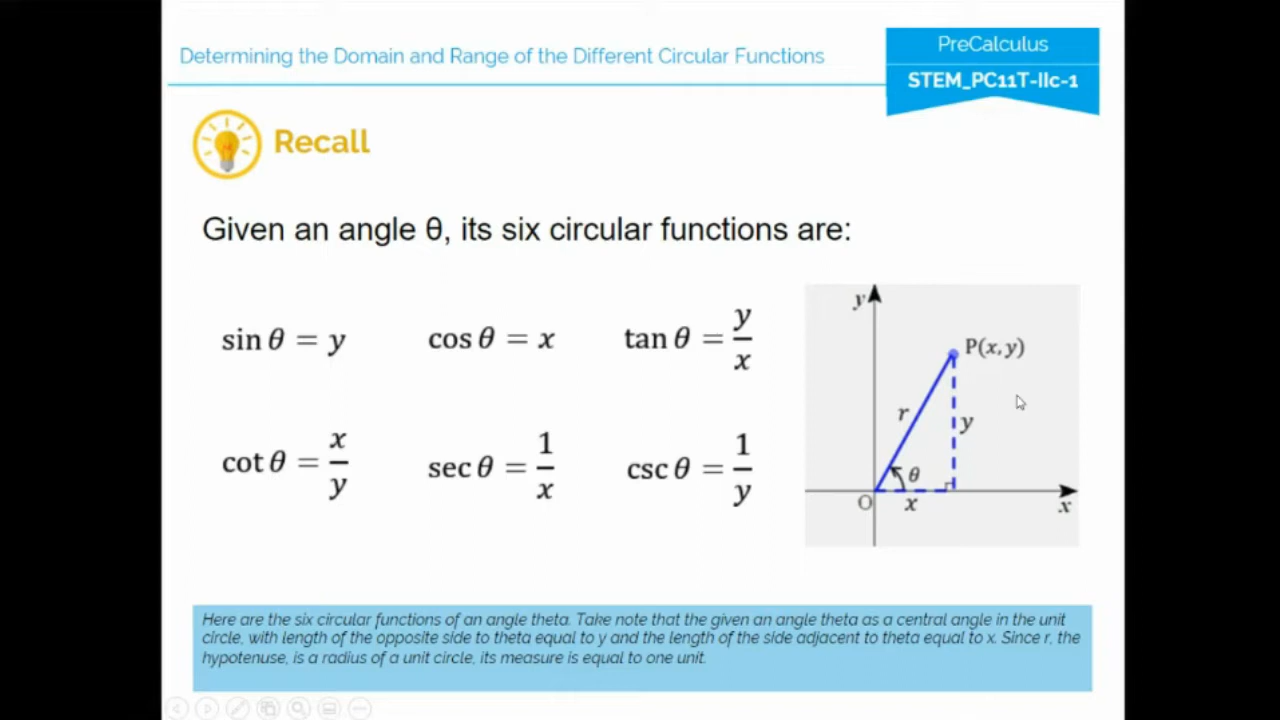 Determining the Domain and Range of the Different Circular Functions
PreCalculus
STEM_PC11T-IIc-1
Recall
Given an angle θ, its six circular functions are:
sin θ = y
cos θ = x
tan θ = y/x
cot θ = x/y
sec θ = 1/x
csc θ = 1/y
y
P(x, y)
r
y
θ
O
x
x
Here are the six circular functions of an angle theta. Take note that the given an angle theta as a central angle in the unit
circle, with length of the opposite side to theta equal to y and the length of the side adjacent to theta equal to x. Since r, the
hypotenuse, is a radius of a unit circle, its measure is equal to one unit.